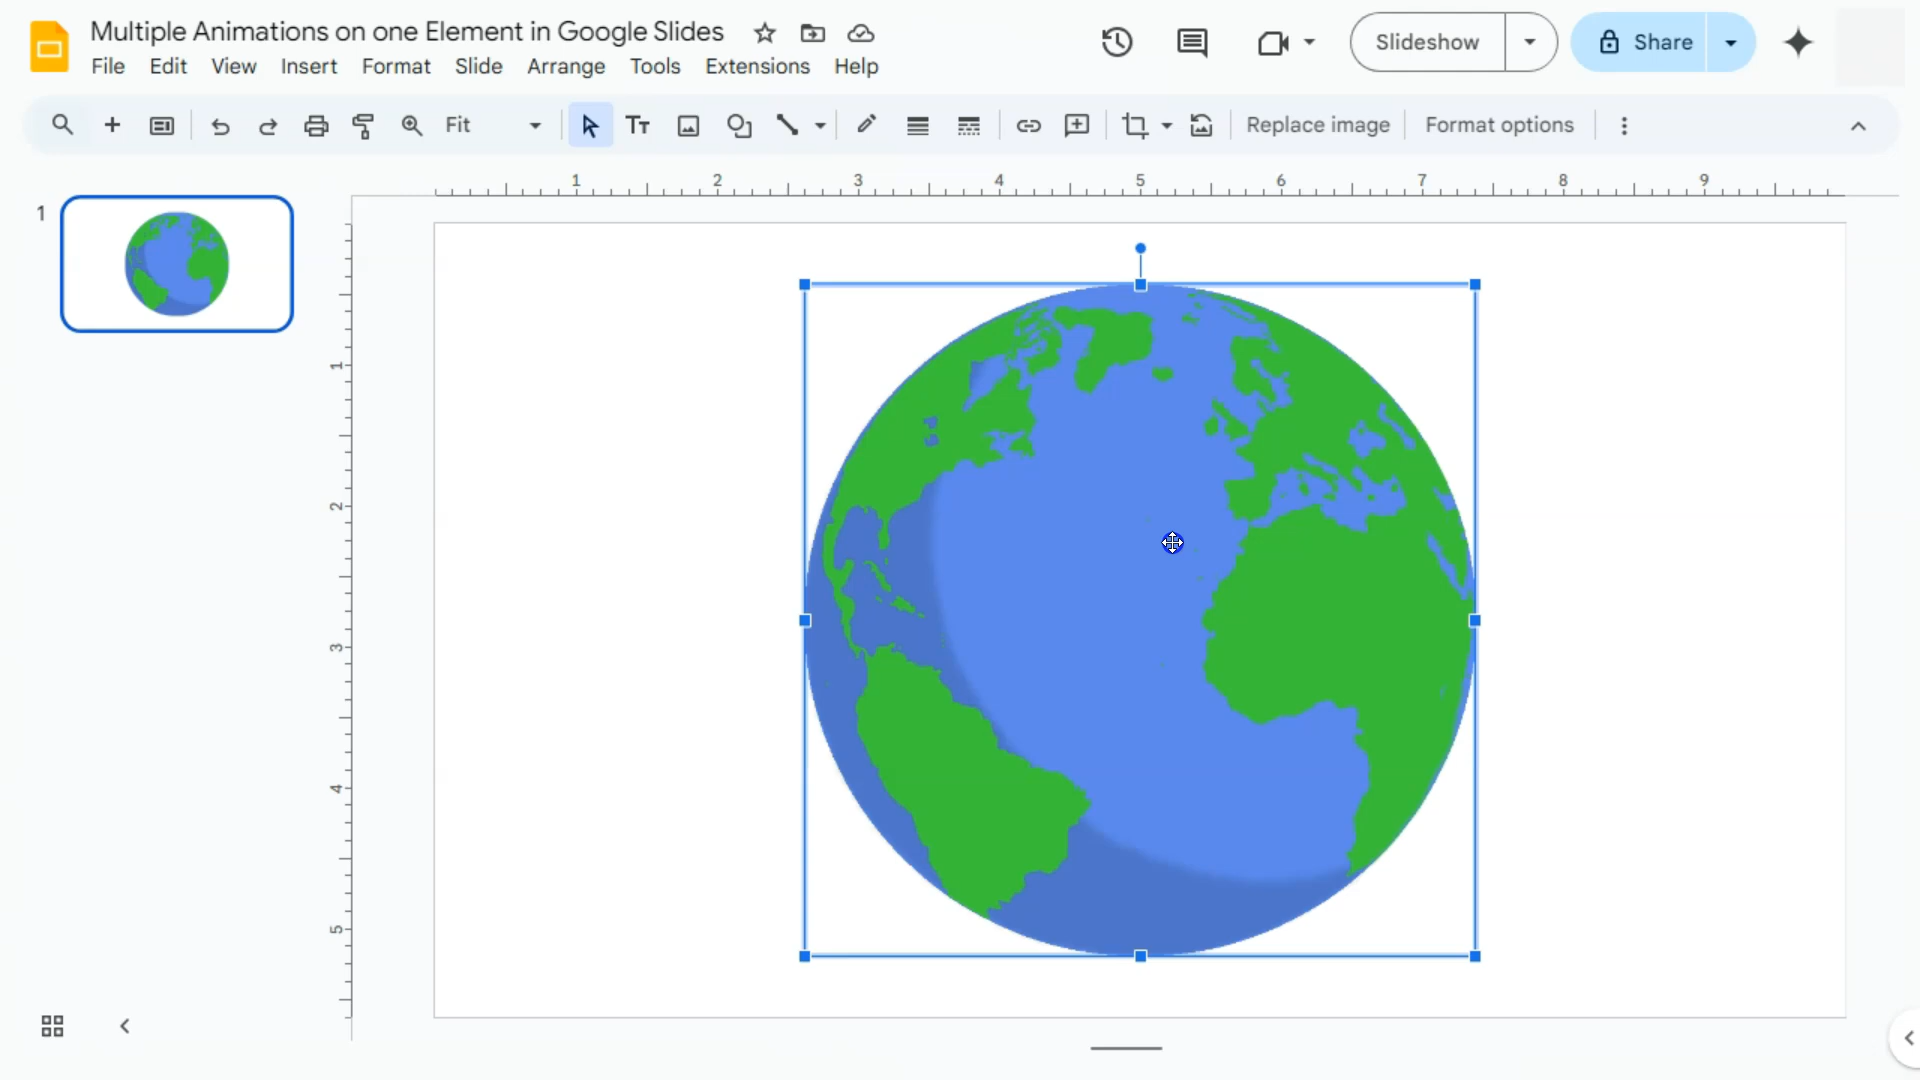 Multiple Animations on one Element in Google Slides
Slideshow
Share
File Edit View Insert Format Slide Arrange Tools Extensions Help
Fit
Replace image
Format options
1 2 3 4 5 6 7 8 9
1
1
2
3
4
5